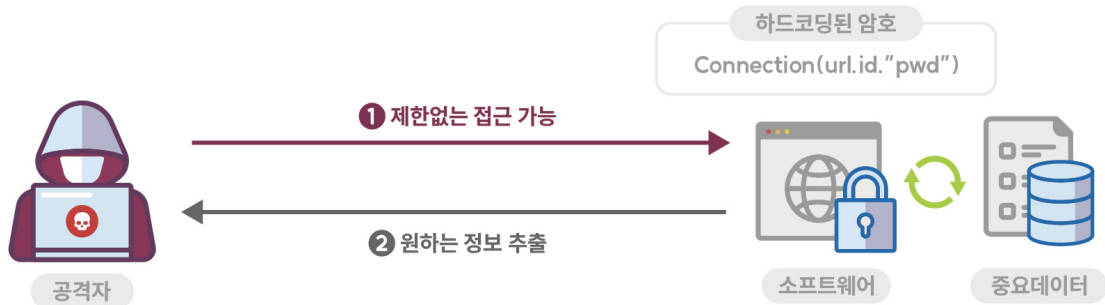 하드코딩된 암호
Connection(url.id."pwd")
1 제한없는 접근 가능
2 원하는 정보 추출
공격자
소프트웨어
중요데이터